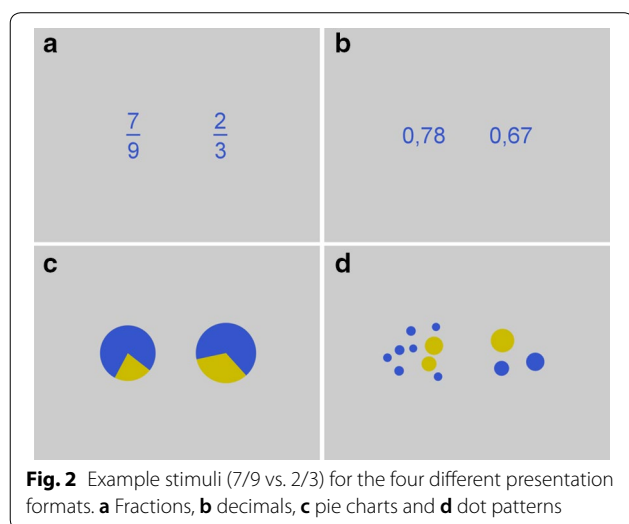 a
7
9
2
3
b
0,78 0,67
c
d
Fig. 2 Example stimuli (7/9 vs. 2/3) for the four different presentation
formats. a Fractions, b decimals, c pie charts and d dot patterns